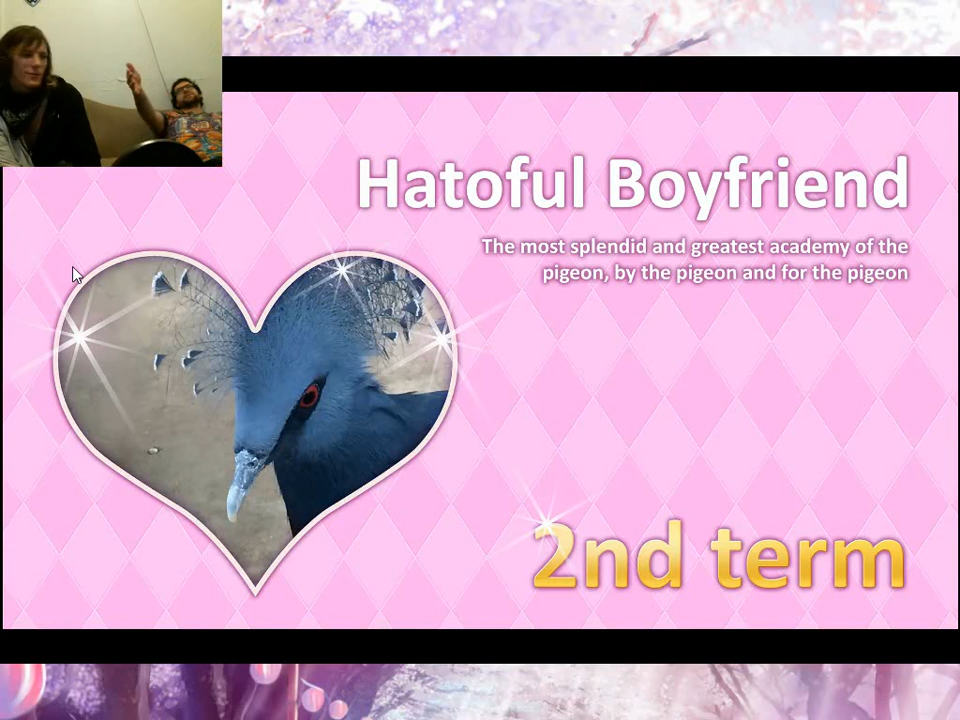 Hatoful Boyfriend
The most splendid and greatest academy of the
pigeon, by the pigeon and for the pigeon
2nd term